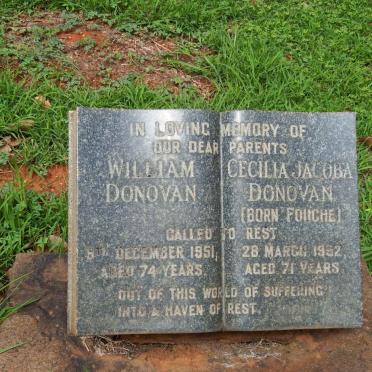 IN LOVING MEMORY OF
OUR DEAR PARENTS
WILLIAM
DONOVAN
CECILIA JACOBA
DONOVAN
(BORN FOUCHE)
CALLED TO REST
8TH DECEMBER 1951,
AGED 74 YEARS.
28 MARCH 1952
AGED 71 YEARS.
OUT OF THIS WORLD OF SUFFERING
INTO A HAVEN OF REST.